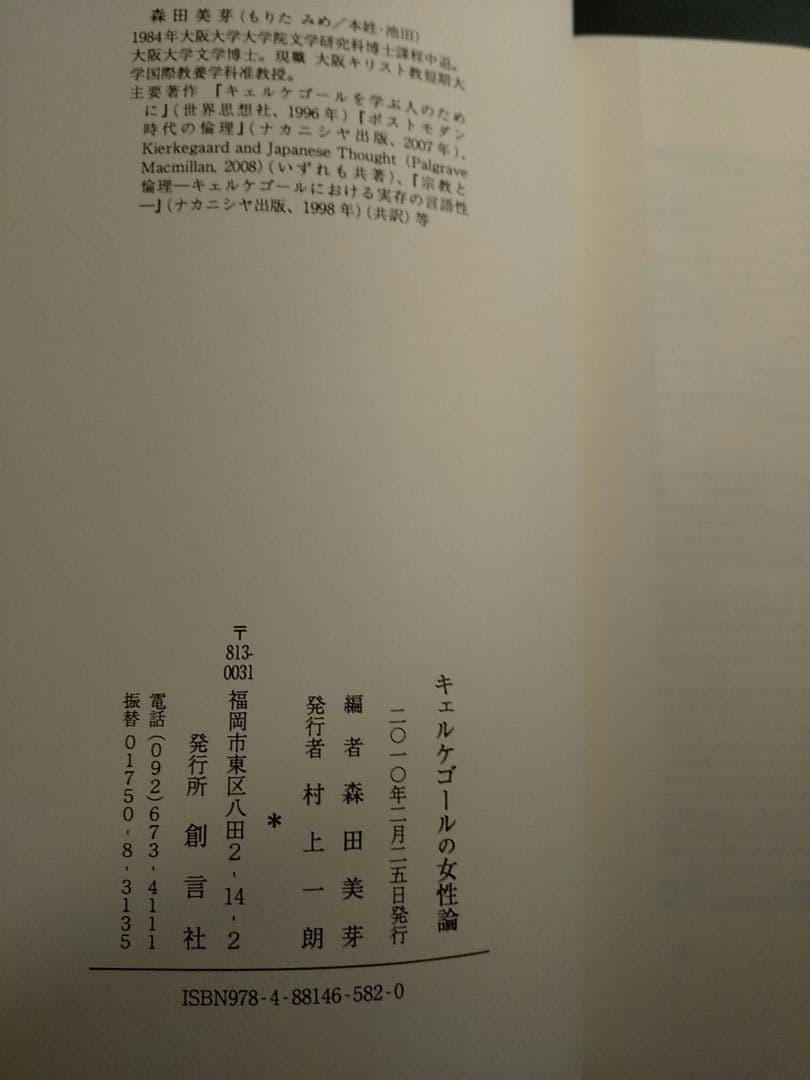 森田美芽(もりた みめ／本姓・池田)
1984年大阪大学大学院文学研究科博士課程中退。
大阪大学文学博士。現職 大阪キリスト教短期大
学国際教養学科准教授。
主要著作 『キェルケゴールを学ぶ人のため
に』(世界思想社、1996年)『ポストモダン
時代の倫理』(ナカニシヤ出版、2007年)、
Kierkegaard and Japanese Thought (Palgrave
Macmillan, 2008) (いずれも共著)、『宗教と
倫理―キェルケゴールにおける実存の言語性
―』(ナカニシヤ出版、1998年)(共訳)等
キェルケゴールの女性論
二〇一〇年二月二五日発行
編者 森田美芽
発行者 村上一朗
*
〒813-0031 福岡市東区八田2-14-2
発行所 創言社
電話(092)673-4111
振替 01750-8-3135
ISBN978-4-88146-582-0